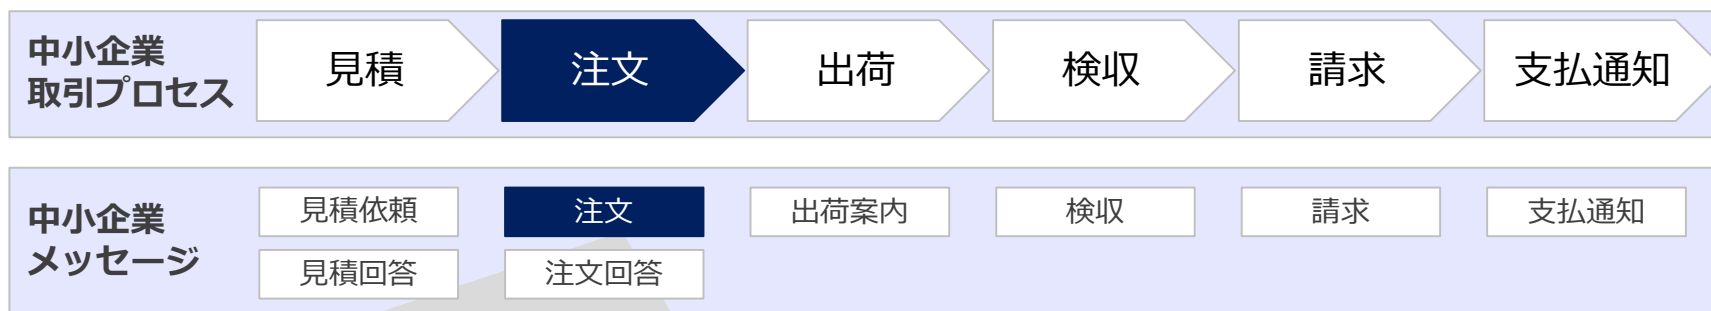 中小企業
取引プロセス
見積
注文
出荷
検収
請求
支払通知
中小企業
メッセージ
見積依頼
注文
出荷案内
検収
請求
支払通知
見積回答
注文回答